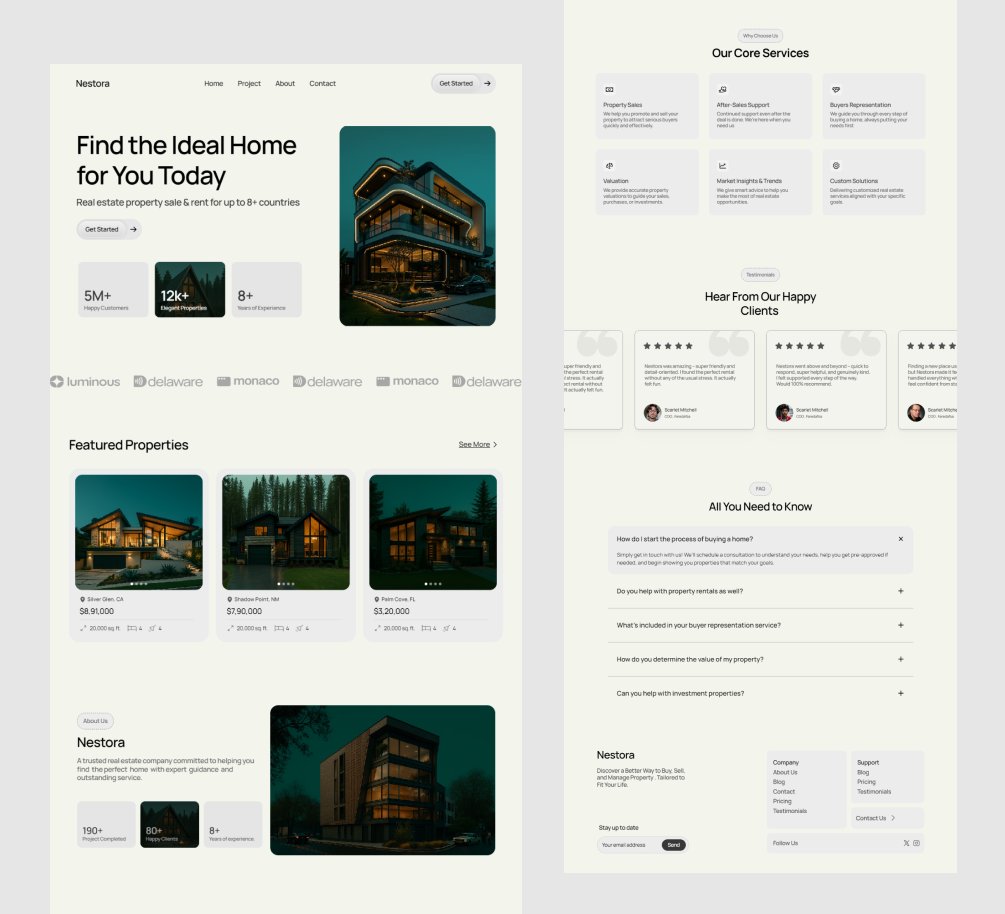 Nestora
Home Project About Contact
Get Started
Find the Ideal Home
for You Today
Real estate property sale & rent for up to 8+ countries
Get Started
5M+
Happy Customers
12k+
Elegant Properties
8+
Years of Experience
luminous delaware monaco delaware monaco delaware
Featured Properties
See More
Silver Glen, CA
$8,91,000
20,000 sq. ft. 4 4
Shadow Point, NM
$7,90,000
20,000 sq. ft. 4 4
Palm Cove, FL
$3,20,000
20,000 sq. ft. 4 4
About Us
Nestora
A trusted real estate company committed to helping you
find the perfect home with expert guidance and
outstanding service.
190+
Project Completed
80+
Happy Clients
8+
Years of experience.
Why Choose Us
Our Core Services
Property Sales
We help you promote and sell your
property to attract serious buyers
quickly and effectively.
After-Sales Support
Continued support even after the
deal is done. We're here when you
need us
Buyers Representation
We guide you through every step of
buying a home, always putting your
needs first
Valuation
We provide accurate property
valuations to guide your sales,
purchases, or investments.
Market Insights & Trends
We give smart advice to help you
make the most of real estate
opportunities.
Custom Solutions
Delivering customized real estate
services aligned with your specific
goals.
Testimonials
Hear From Our Happy
Clients
uper friendly and
the perfect rental
l stress. It actually
ect rental without
It actually felt fun.
Nestora was amazing – super friendly and
detail-oriented. I found the perfect rental
without any of the usual stress. It actually
felt fun.
Scarlet Mitchell
Nestora went above and beyond – quick to
respond, super helpful, and genuinely kind.
I felt supported every step of the way.
Would 100% recommend.
Scarlet Mitchell
Finding a new place us
but Nestora made it fe
handled everything wi
feel confident from sta
Scarlet Mitchell
FAQ
All You Need to Know
How do I start the process of buying a home?
Simply get in touch with us! We'll schedule a consultation to understand your needs, help you get pre-approved if
needed, and begin showing you properties that match your goals.
Do you help with property rentals as well?
What's included in your buyer representation service?
How do you determine the value of my property?
Can you help with investment properties?
Nestora
Discover a Better Way to Buy, Sell,
and Manage Property . Tailored to
Fit Your Life.
Stay up to date
Your email address Send
Company
About Us
Blog
Contact
Pricing
Testimonials
Support
Blog
Pricing
Testimonials
Contact Us
Follow Us